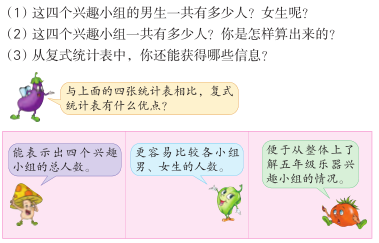 (1) 这四个兴趣小组的男生一共有多少人？女生呢？
(2) 这四个兴趣小组一共有多少人？你是怎样算出来的？
(3) 从复式统计表中，你还能获得哪些信息？
与上面的四张统计表相比，复式
统计表有什么优点？
能表示出四个兴趣
小组的总人数。
更容易比较各小组
男、女生的人数。
便于从整体上了
解五年级乐器兴
趣小组的情况。